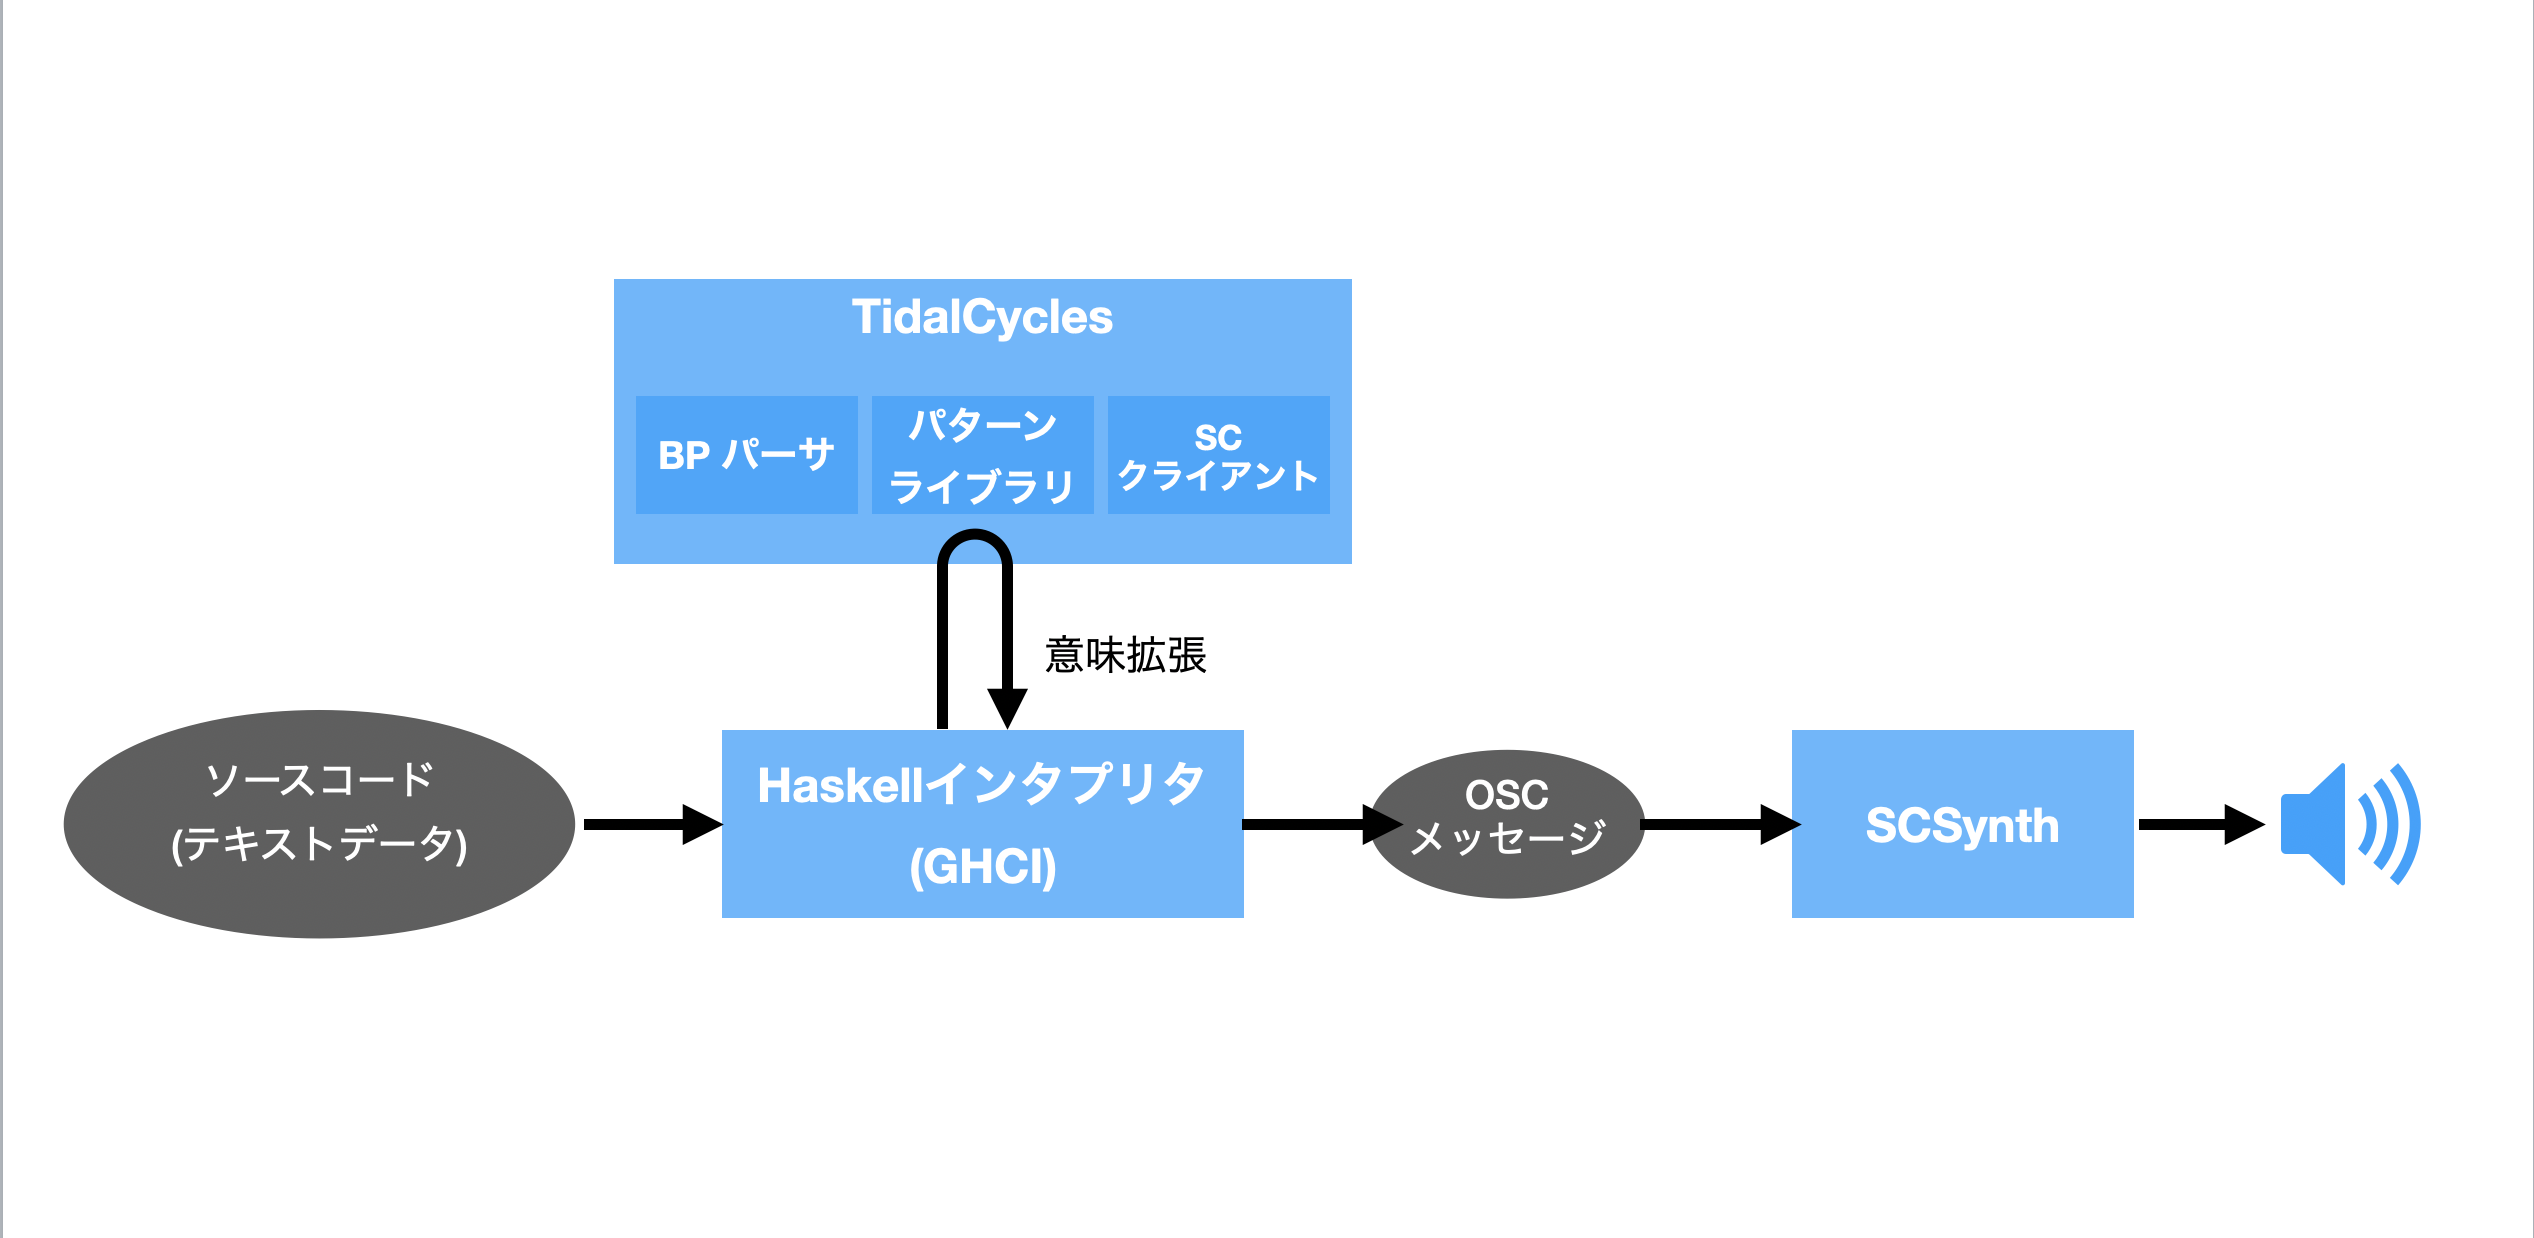 TidalCycles
BP パーサ
パターン
ライブラリ
SC
クライアント
意味拡張
ソースコード
(テキストデータ)
Haskellインタプリタ
(GHCI)
OSC
メッセージ
SCSynth